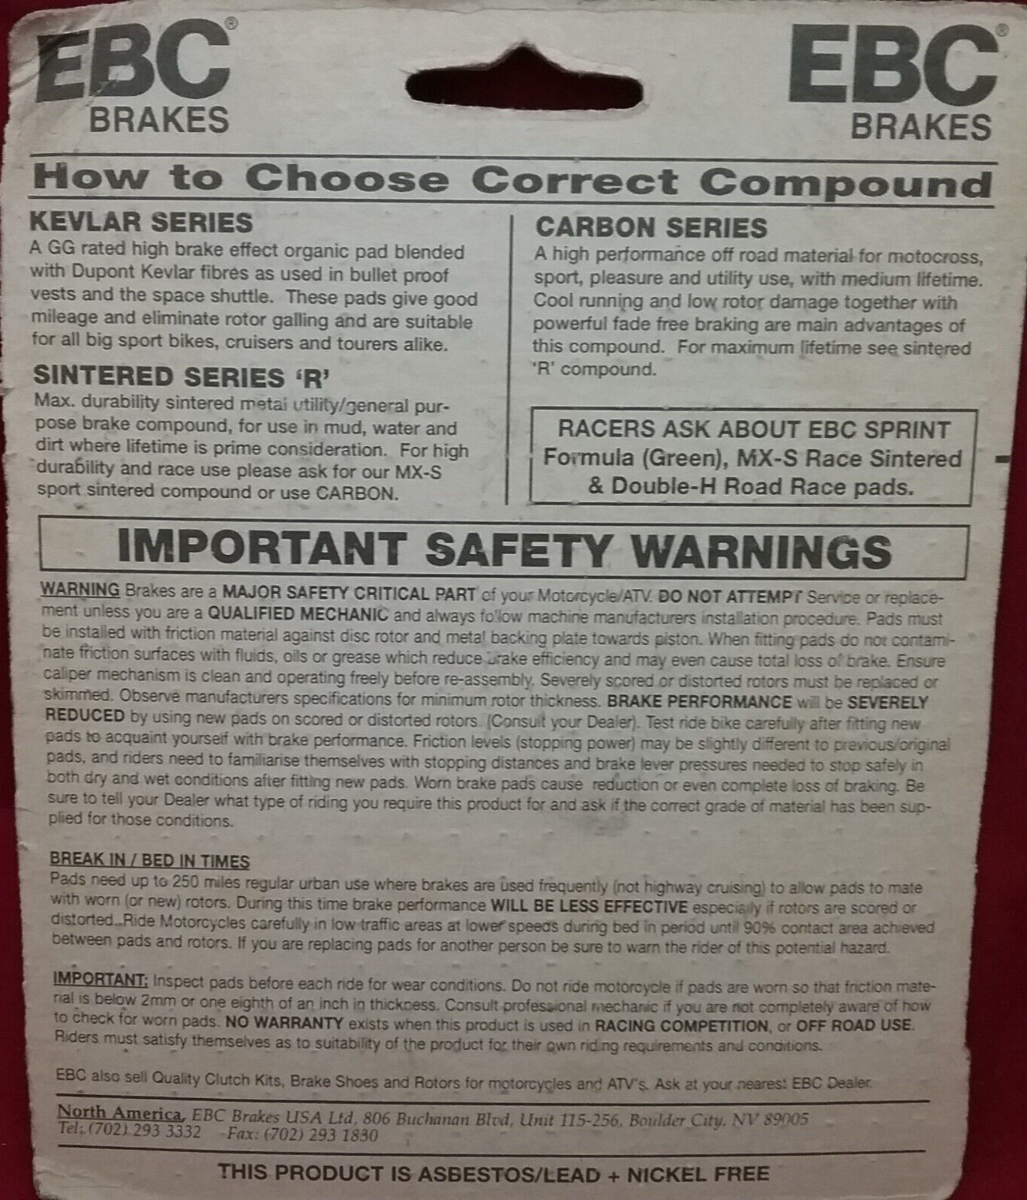 EBC® EBC®
BRAKES BRAKES
How to Choose Correct Compound
KEVLAR SERIES
A GG rated high brake effect organic pad blended
with Dupont Kevlar fibres as used in bullet proof
vests and the space shuttle. These pads give good
mileage and eliminate rotor galling and are suitable
for all big sport bikes, cruisers and tourers alike.
SINTERED SERIES ‘R’
Max. durability sintered metal utility/general pur-
pose brake compound, for use in mud, water and
dirt where lifetime is prime consideration. For high
durability and race use please ask for our MX-S
sport sintered compound or use CARBON.
CARBON SERIES
A high performance off road material for motocross,
sport, pleasure and utility use, with medium lifetime.
Cool running and low rotor damage together with
powerful fade free braking are main advantages of
this compound. For maximum lifetime see sintered
‘R’ compound.
RACERS ASK ABOUT EBC SPRINT
Formula (Green), MX-S Race Sintered
& Double-H Road Race pads.
IMPORTANT SAFETY WARNINGS
WARNING Brakes are a MAJOR SAFETY CRITICAL PART of your Motorcycle/ATV. DO NOT ATTEMPT Service or replace-
ment unless you are a QUALIFIED MECHANIC and always follow machine manufacturers installation procedure. Pads must
be installed with friction material against disc rotor and metal backing plate towards piston. When fitting pads do not contami-
nate friction surfaces with fluids, oils or grease which reduce brake efficiency and may even cause total loss of brake. Ensure
caliper mechanism is clean and operating freely before re-assembly. Severely scored or distorted rotors must be replaced or
skimmed. Observe manufacturers specifications for minimum rotor thickness. BRAKE PERFORMANCE will be SEVERELY
REDUCED by using new pads on scored or distorted rotors. (Consult your Dealer). Test ride bike carefully after fitting new
pads to acquaint yourself with brake performance. Friction levels (stopping power) may be slightly different to previous/original
pads, and riders need to familiarise themselves with stopping distances and brake lever pressures needed to stop safely in
both dry and wet conditions after fitting new pads. Worn brake pads cause reduction or even complete loss of braking. Be
sure to tell your Dealer what type of riding you require this product for and ask if the correct grade of material has been sup-
plied for those conditions.
BREAK IN / BED IN TIMES
Pads need up to 250 miles regular urban use where brakes are used frequently (not highway cruising) to allow pads to mate
with worn (or new) rotors. During this time brake performance WILL BE LESS EFFECTIVE especially if rotors are scored or
distorted..Ride Motorcycles carefully in low traffic areas at lower speeds during bed in period until 90% contact area achieved
between pads and rotors. If you are replacing pads for another person be sure to warn the rider of this potential hazard.
IMPORTANT: Inspect pads before each ride for wear conditions. Do not ride motorcycle if pads are worn so that friction mate-
rial is below 2mm or one eighth of an inch in thickness. Consult professional mechanic if you are not completely aware of how
to check for worn pads. NO WARRANTY exists when this product is used in RACING COMPETITION, or OFF ROAD USE.
Riders must satisfy themselves as to suitability of the product for their own riding requirements and conditions.
EBC also sell Quality Clutch Kits, Brake Shoes and Rotors for motorcycles and ATV's. Ask at your nearest EBC Dealer.
North America, EBC Brakes USA Ltd, 806 Buchanan Blvd, Unit 115-256, Boulder City, NV 89005
Tel: (702) 293 3332 Fax: (702) 293 1830
THIS PRODUCT IS ASBESTOS/LEAD + NICKEL FREE